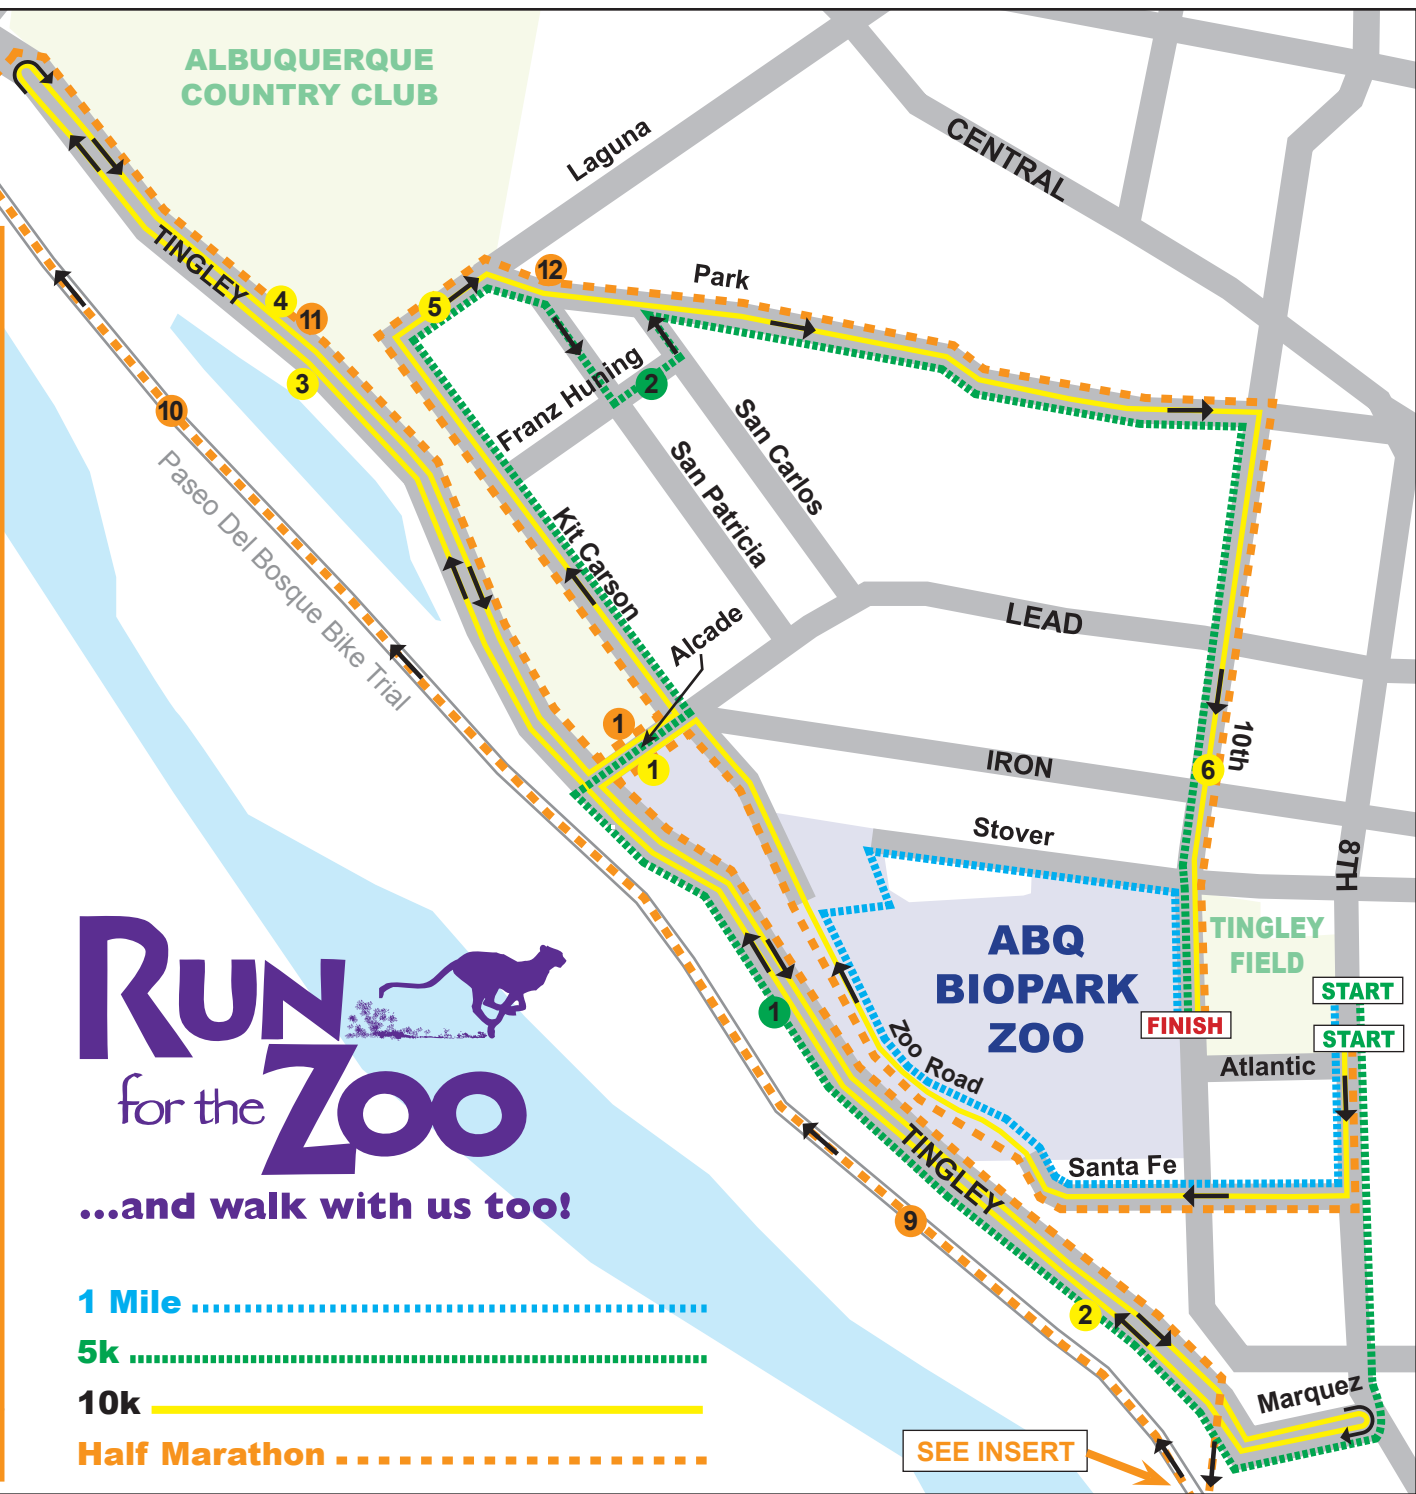 ALBUQUERQUE
COUNTRY CLUB
Laguna
CENTRAL
TINGLEY
12
Park
5
4
11
3
Franz Huning
2
San Carlos
10
San Patricia
Paseo Del Bosque Bike Trial
Kit Carson
Alcade
LEAD
1
1
IRON
10th
6
Stover
8TH
ABQ
BIOPARK
ZOO
TINGLEY
FIELD
START
START
FINISH
1
Zoo Road
Atlantic
RUN
for the ZOO
...and walk with us too!
TINGLEY
Santa Fe
9
2
Marquez
1 Mile
5k
10k
Half Marathon
SEE INSERT